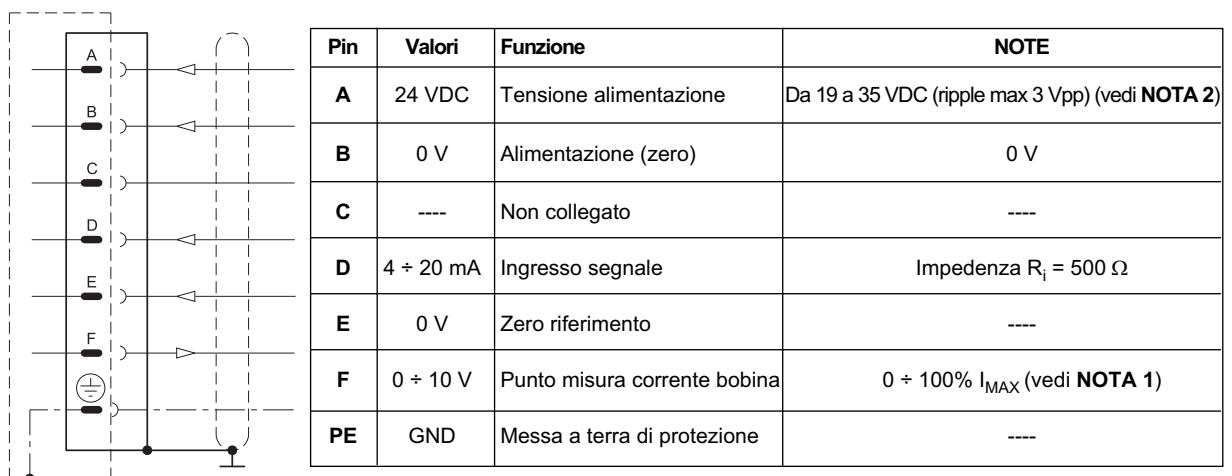 A
B
C
D
E
F
Pin Valori Funzione NOTE
A 24 VDC Tensione alimentazione Da 19 a 35 VDC (ripple max 3 Vpp) (vedi NOTA 2)
B 0 V Alimentazione (zero) 0 V
C ---- Non collegato ----
D 4 ÷ 20 mA Ingresso segnale Impedenza Ri = 500 Ω
E 0 V Zero riferimento ----
F 0 ÷ 10 V Punto misura corrente bobina 0 ÷ 100% IMAX (vedi NOTA 1)
PE GND Messa a terra di protezione ----